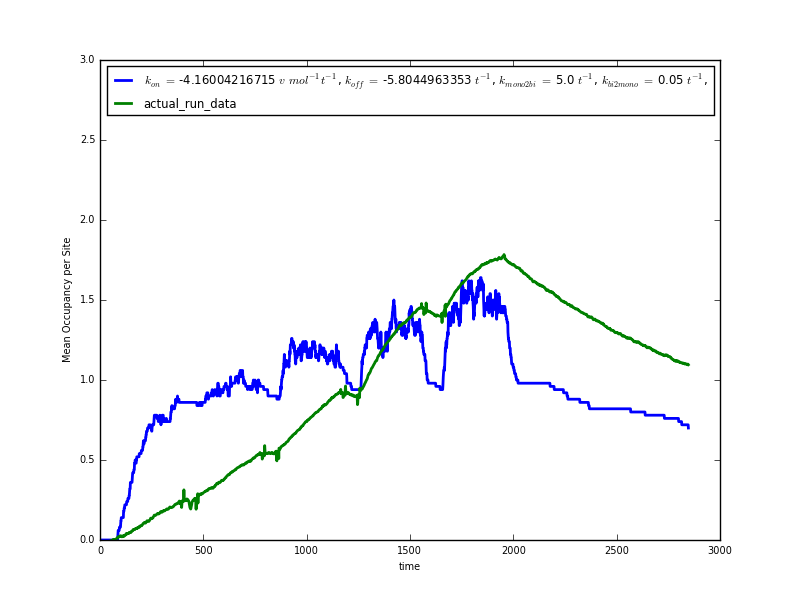 k_on = -4.16004216715 v mol⁻¹t⁻¹, k_off = -5.8044963353 t⁻¹, k_mono2bi = 5.0 t⁻¹, k_bi2mono = 0.05 t⁻¹,
actual_run_data
3.0
2.5
2.0
1.5
1.0
0.5
0.0
Mean Occupancy per Site
0 500 1000 1500 2000 2500 3000
time